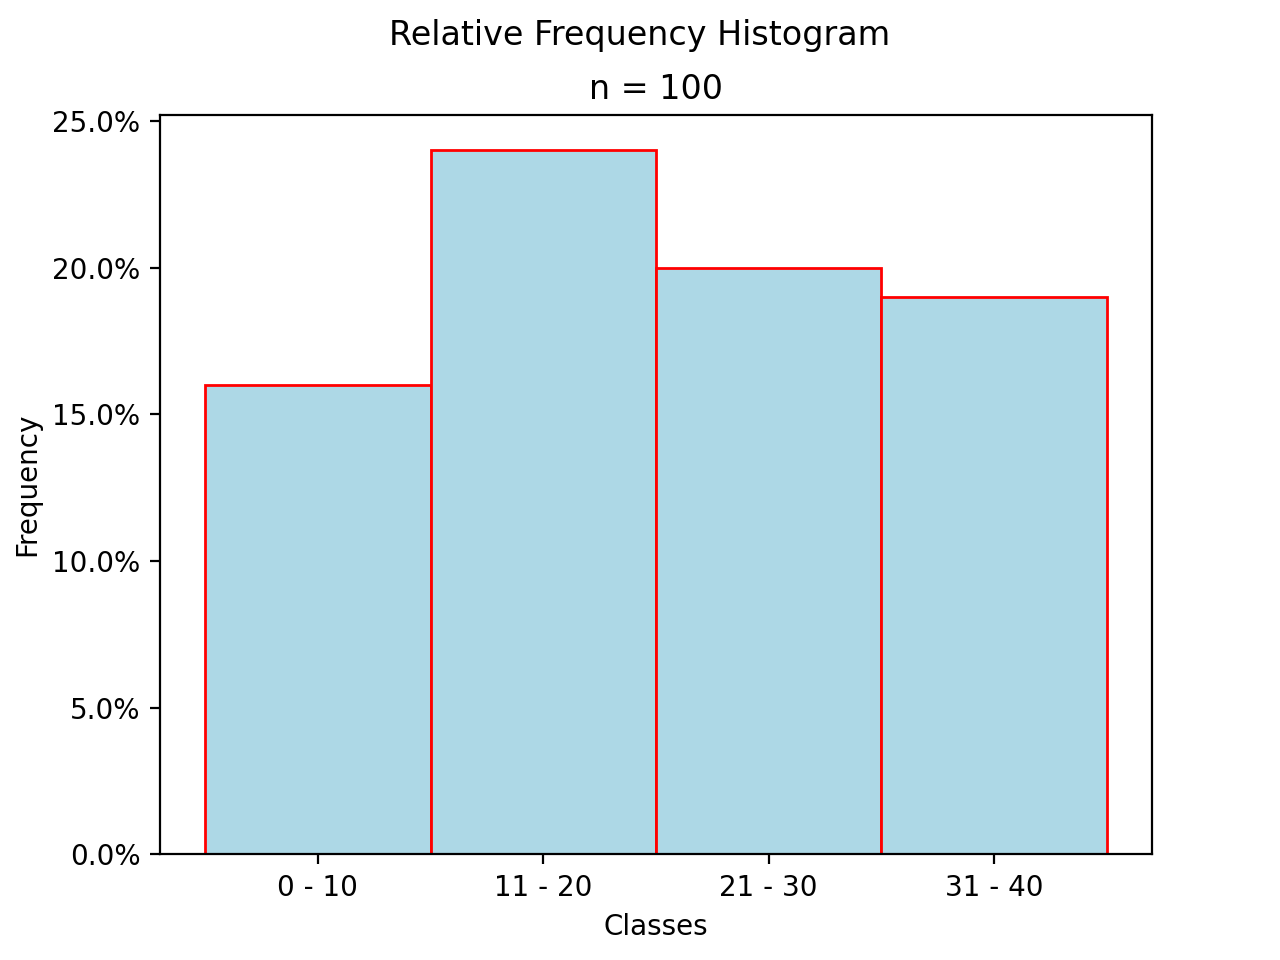 Relative Frequency Histogram
n = 100
25.0%
20.0%
15.0%
10.0%
5.0%
0.0%
Frequency
0 - 10
11 - 20
21 - 30
31 - 40
Classes